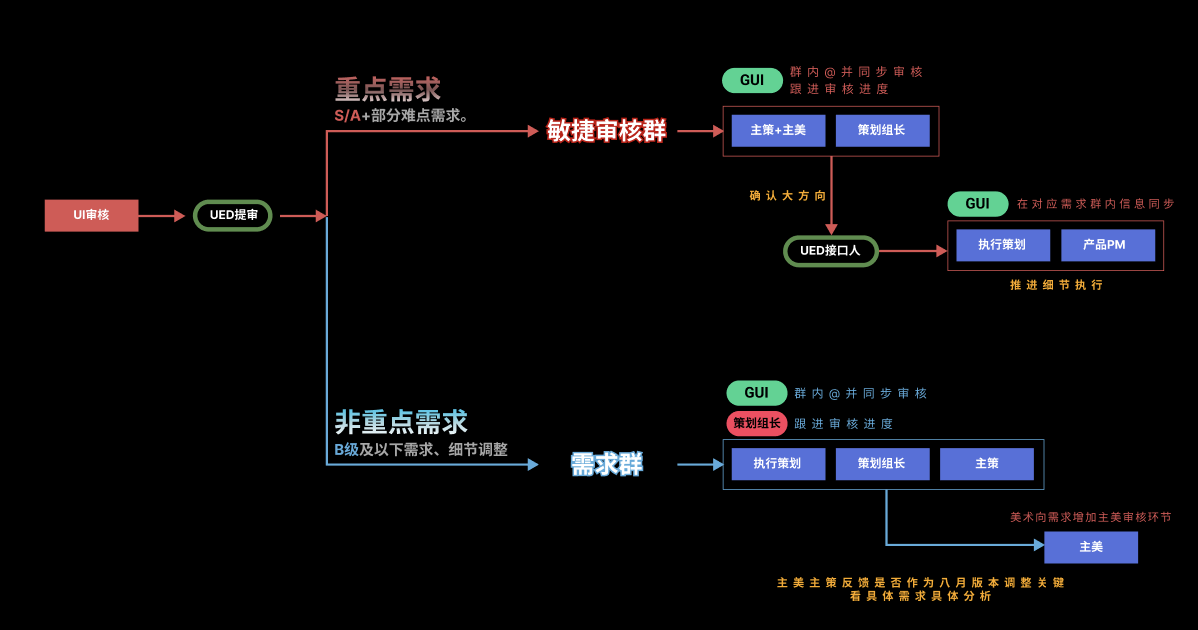 重点需求
S/A+部分难点需求。
GUI
群内@并同步审核
跟进审核进度
主策+主美
策划组长
敏捷审核群
确认大方向
UI审核
UED提审
GUI
在对应需求群内信息同步
执行策划
产品PM
UED接口人
推进细节执行
非重点需求
B级及以下需求、细节调整
需求群
GUI
群内@并同步审核
策划组长
跟进审核进度
执行策划
策划组长
主策
美术向需求增加主美审核环节
主美
主美主策反馈是否作为八月版本调整关键
看具体需求具体分析